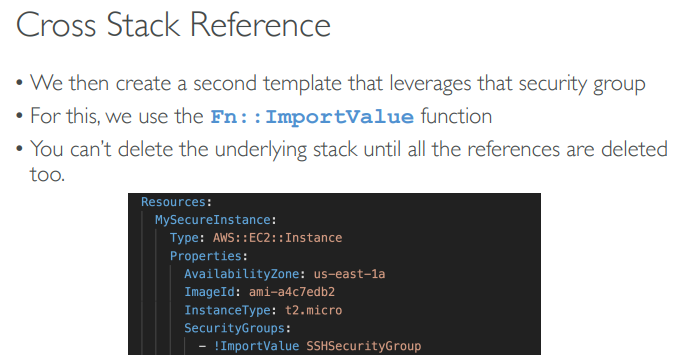 Cross Stack Reference
• We then create a second template that leverages that security group
• For this, we use the Fn::ImportValue function
• You can’t delete the underlying stack until all the references are deleted
too.
Resources:
MySecureInstance:
Type: AWS::EC2::Instance
Properties:
AvailabilityZone: us-east-1a
ImageId: ami-a4c7edb2
InstanceType: t2.micro
SecurityGroups:
- !ImportValue SSHSecurityGroup